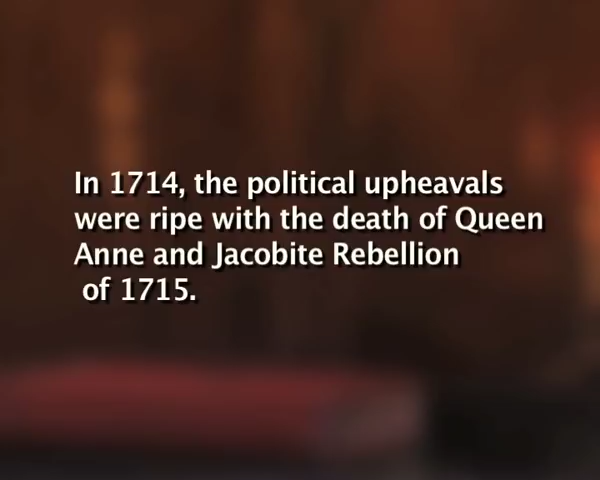 In 1714, the political upheavals
were ripe with the death of Queen
Anne and Jacobite Rebellion
of 1715.